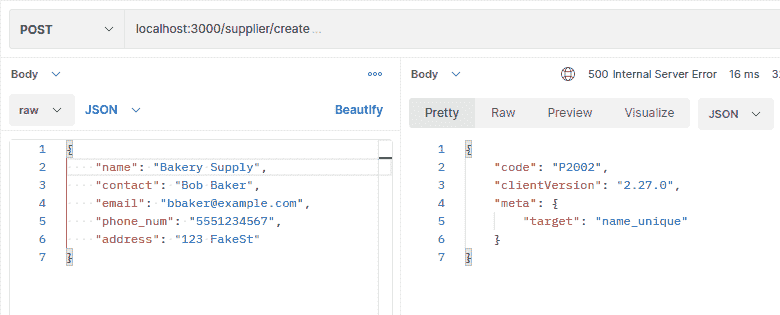 POST localhost:3000/supplier/create ...
Body ooo Body 500 Internal Server Error 16 ms
raw JSON Beautify Pretty Raw Preview Visualize JSON
1 {
2 "name": "Bakery Supply",
3 "contact": "Bob Baker",
4 "email": "bbaker@example.com",
5 "phone_num": "5551234567",
6 "address": "123 FakeSt"
7 }
1 {
2 "code": "P2002",
3 "clientVersion": "2.27.0",
4 "meta": {
5 "target": "name_unique"
6 }
7 }